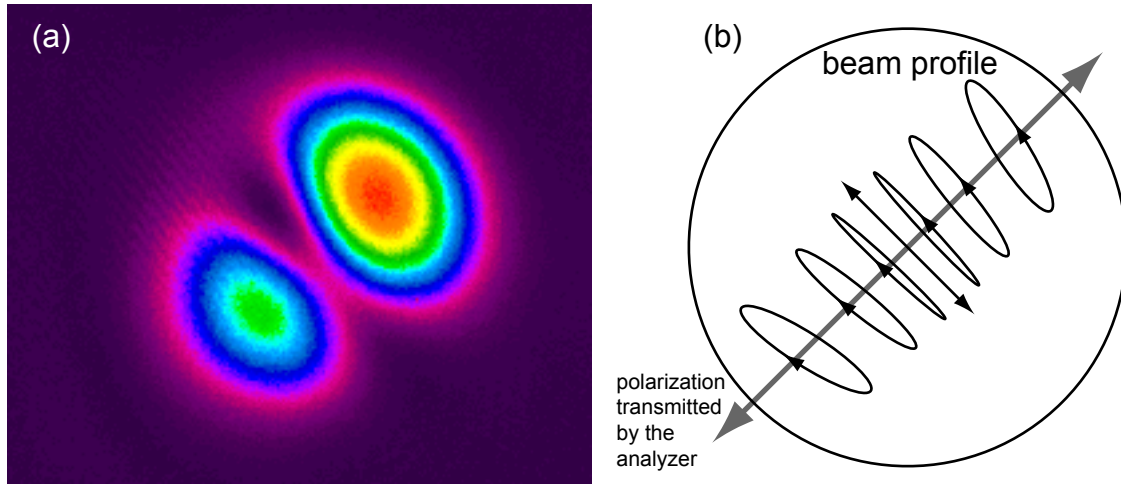 (a)
(b)
beam profile
polarization
transmitted
by the
analyzer